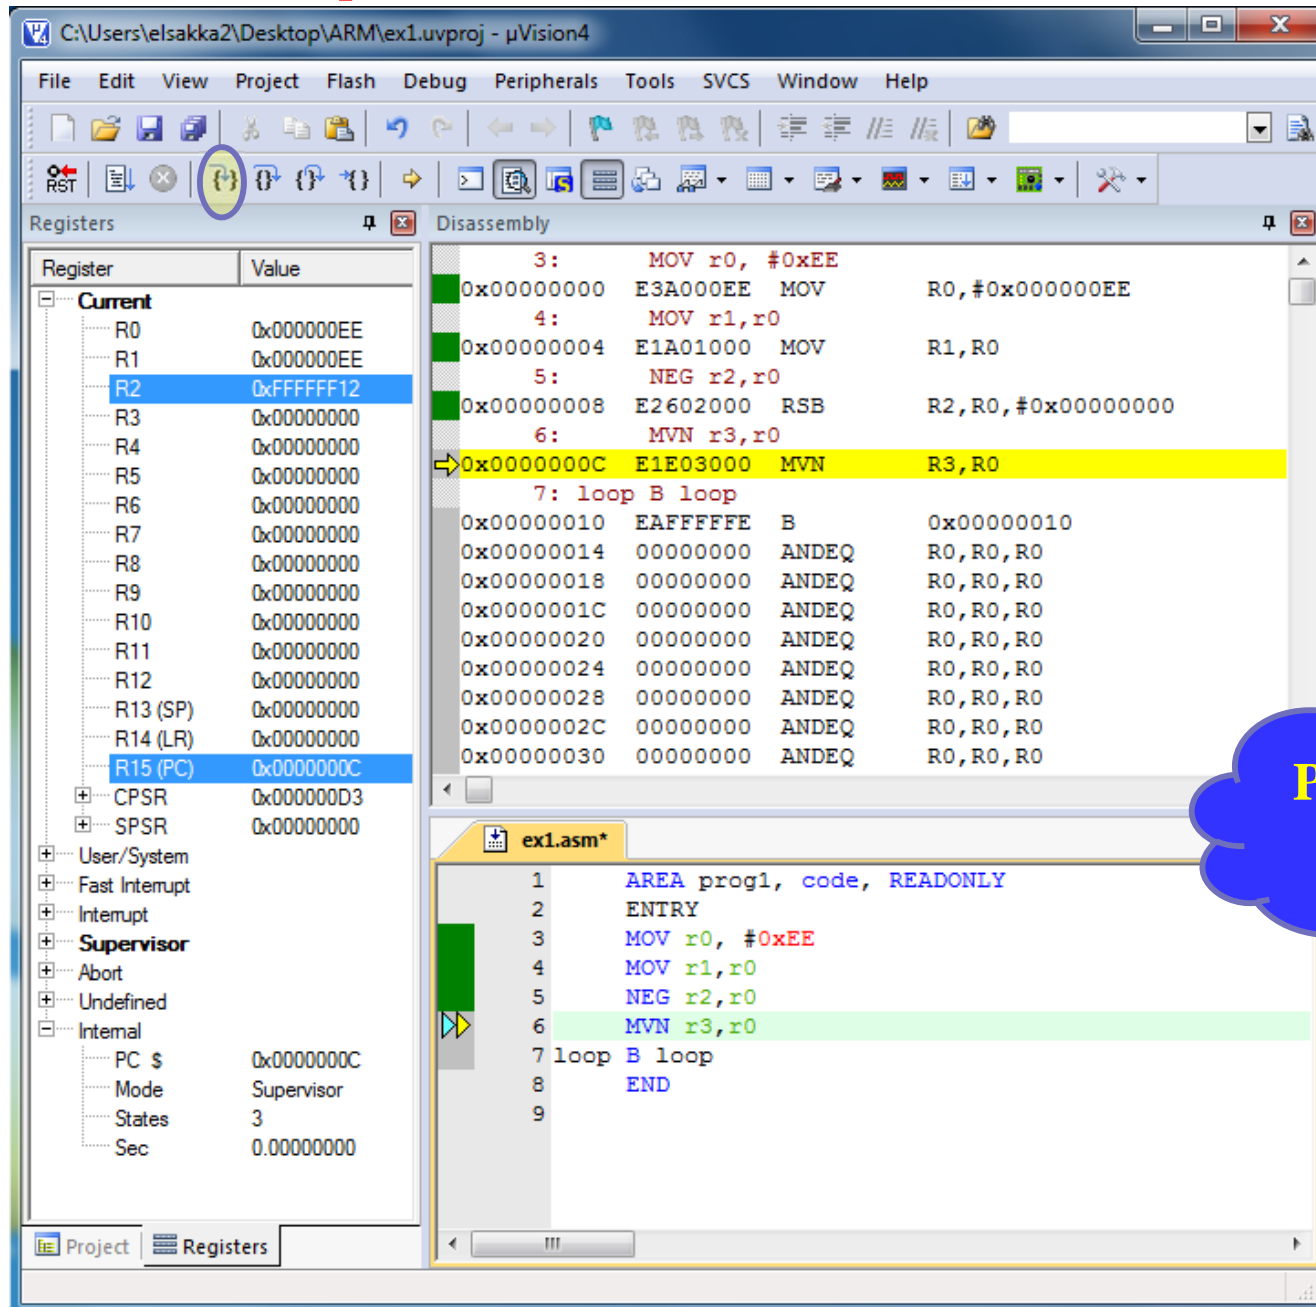 C:\Users\elsakka2\Desktop\ARM\ex1.uvproj - µVision4
File Edit View Project Flash Debug Peripherals Tools SVCS Window Help
RST
Registers
Register Value
Current
R0 0x000000EE
R1 0x000000EE
R2 0xFFFFFF12
R3 0x00000000
R4 0x00000000
R5 0x00000000
R6 0x00000000
R7 0x00000000
R8 0x00000000
R9 0x00000000
R10 0x00000000
R11 0x00000000
R12 0x00000000
R13 (SP) 0x00000000
R14 (LR) 0x00000000
R15 (PC) 0x0000000C
CPSR 0x000000D3
SPSR 0x00000000
User/System
Fast Interrupt
Interrupt
Supervisor
Abort
Undefined
Internal
PC $ 0x0000000C
Mode Supervisor
States 3
Sec 0.00000000
Project Registers
Disassembly
3: MOV r0, #0xEE
0x00000000 E3A000EE MOV R0,#0x000000EE
4: MOV r1,r0
0x00000004 E1A01000 MOV R1,R0
5: NEG r2,r0
0x00000008 E2602000 RSB R2,R0,#0x00000000
6: MVN r3,r0
0x0000000C E1E03000 MVN R3,R0
7: loop B loop
0x00000010 EAFFFFFE B 0x00000010
0x00000014 00000000 ANDEQ R0,R0,R0
0x00000018 00000000 ANDEQ R0,R0,R0
0x0000001C 00000000 ANDEQ R0,R0,R0
0x00000020 00000000 ANDEQ R0,R0,R0
0x00000024 00000000 ANDEQ R0,R0,R0
0x00000028 00000000 ANDEQ R0,R0,R0
0x0000002C 00000000 ANDEQ R0,R0,R0
0x00000030 00000000 ANDEQ R0,R0,R0
P
ex1.asm*
1 AREA prog1, code, READONLY
2 ENTRY
3 MOV r0, #0xEE
4 MOV r1,r0
5 NEG r2,r0
6 MVN r3,r0
7 loop B loop
8 END
9